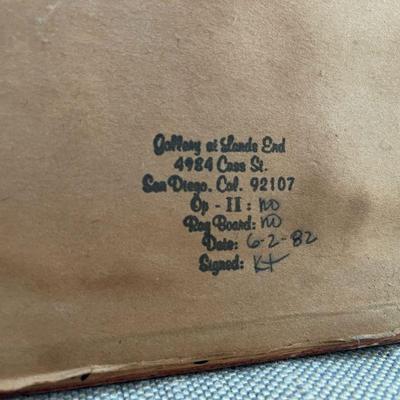 Gallery at Lands End
4984 Cass St.
San Diego, Cal. 92107
Op - II : NO
Rag Board: NO
Date: 6-2-82
Signed: